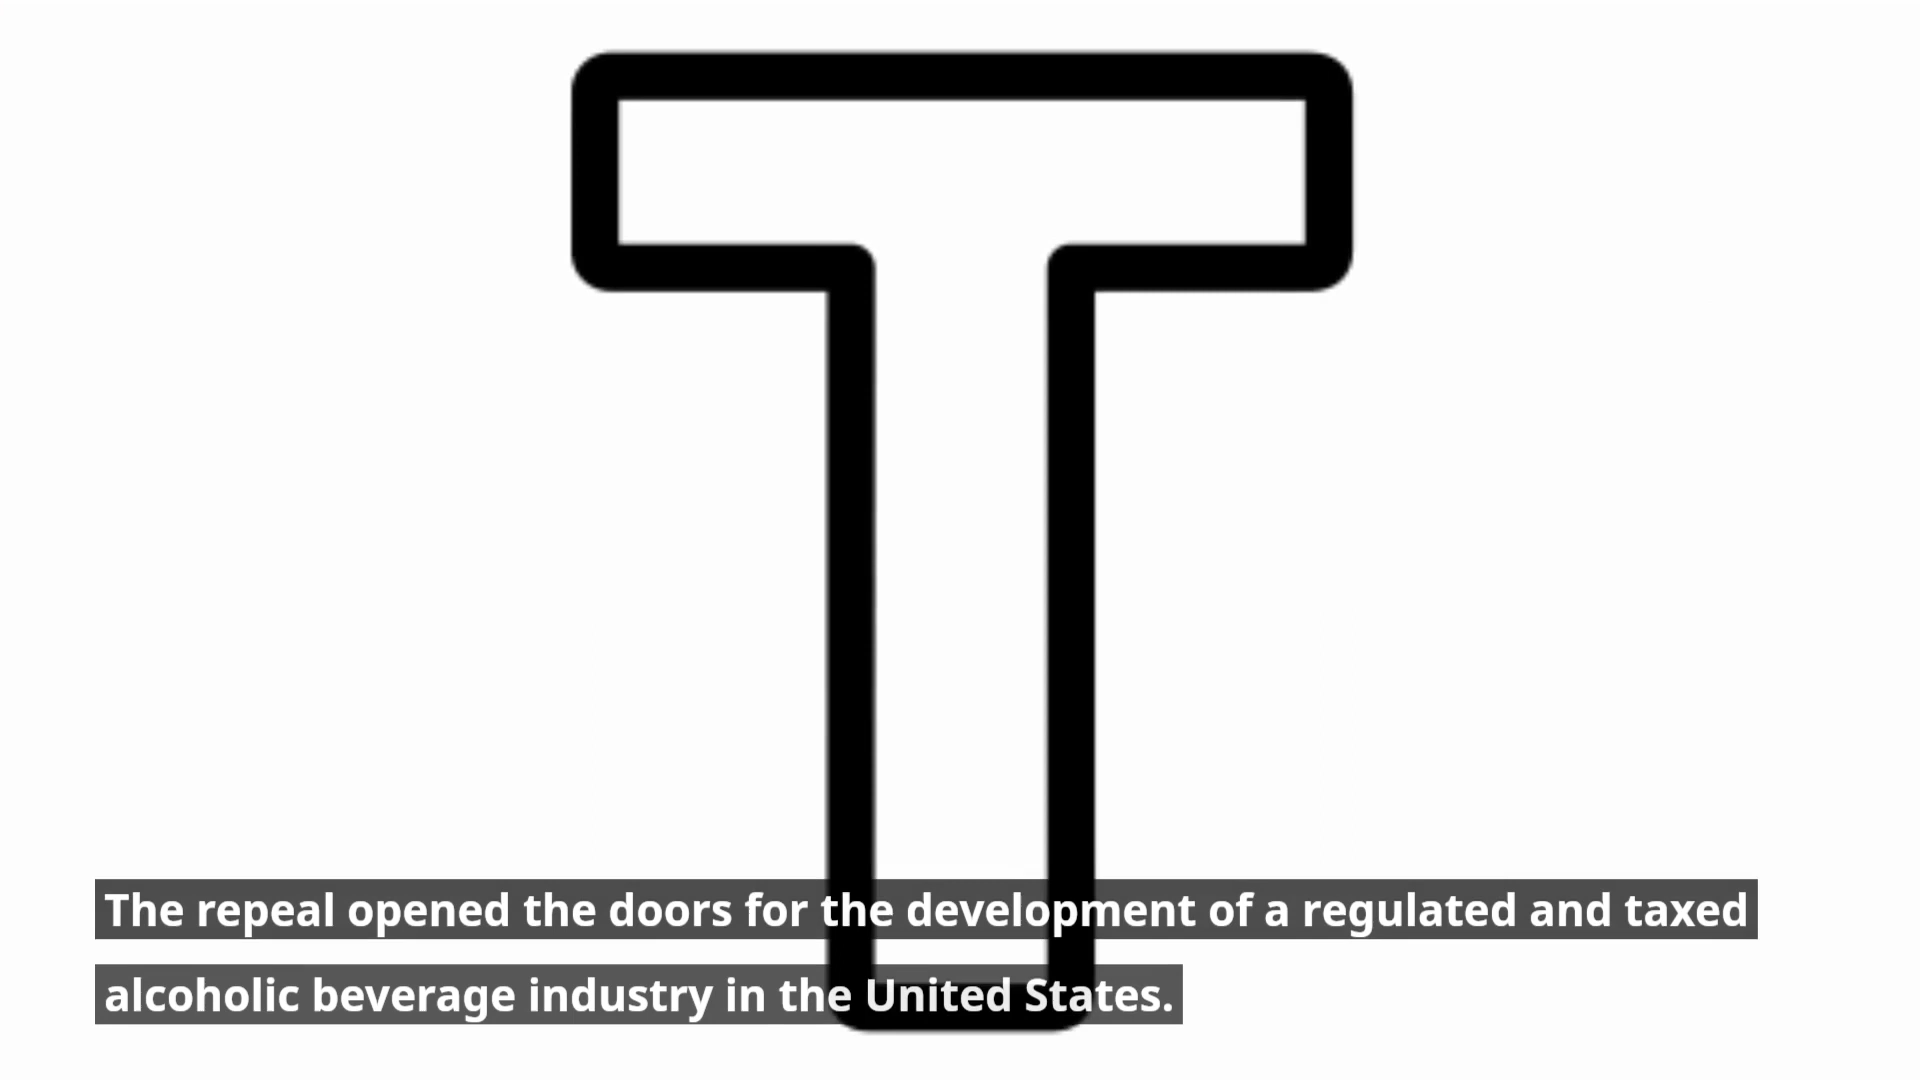 T
The repeal opened the doors for the development of a regulated and taxed
alcoholic beverage industry in the United States.